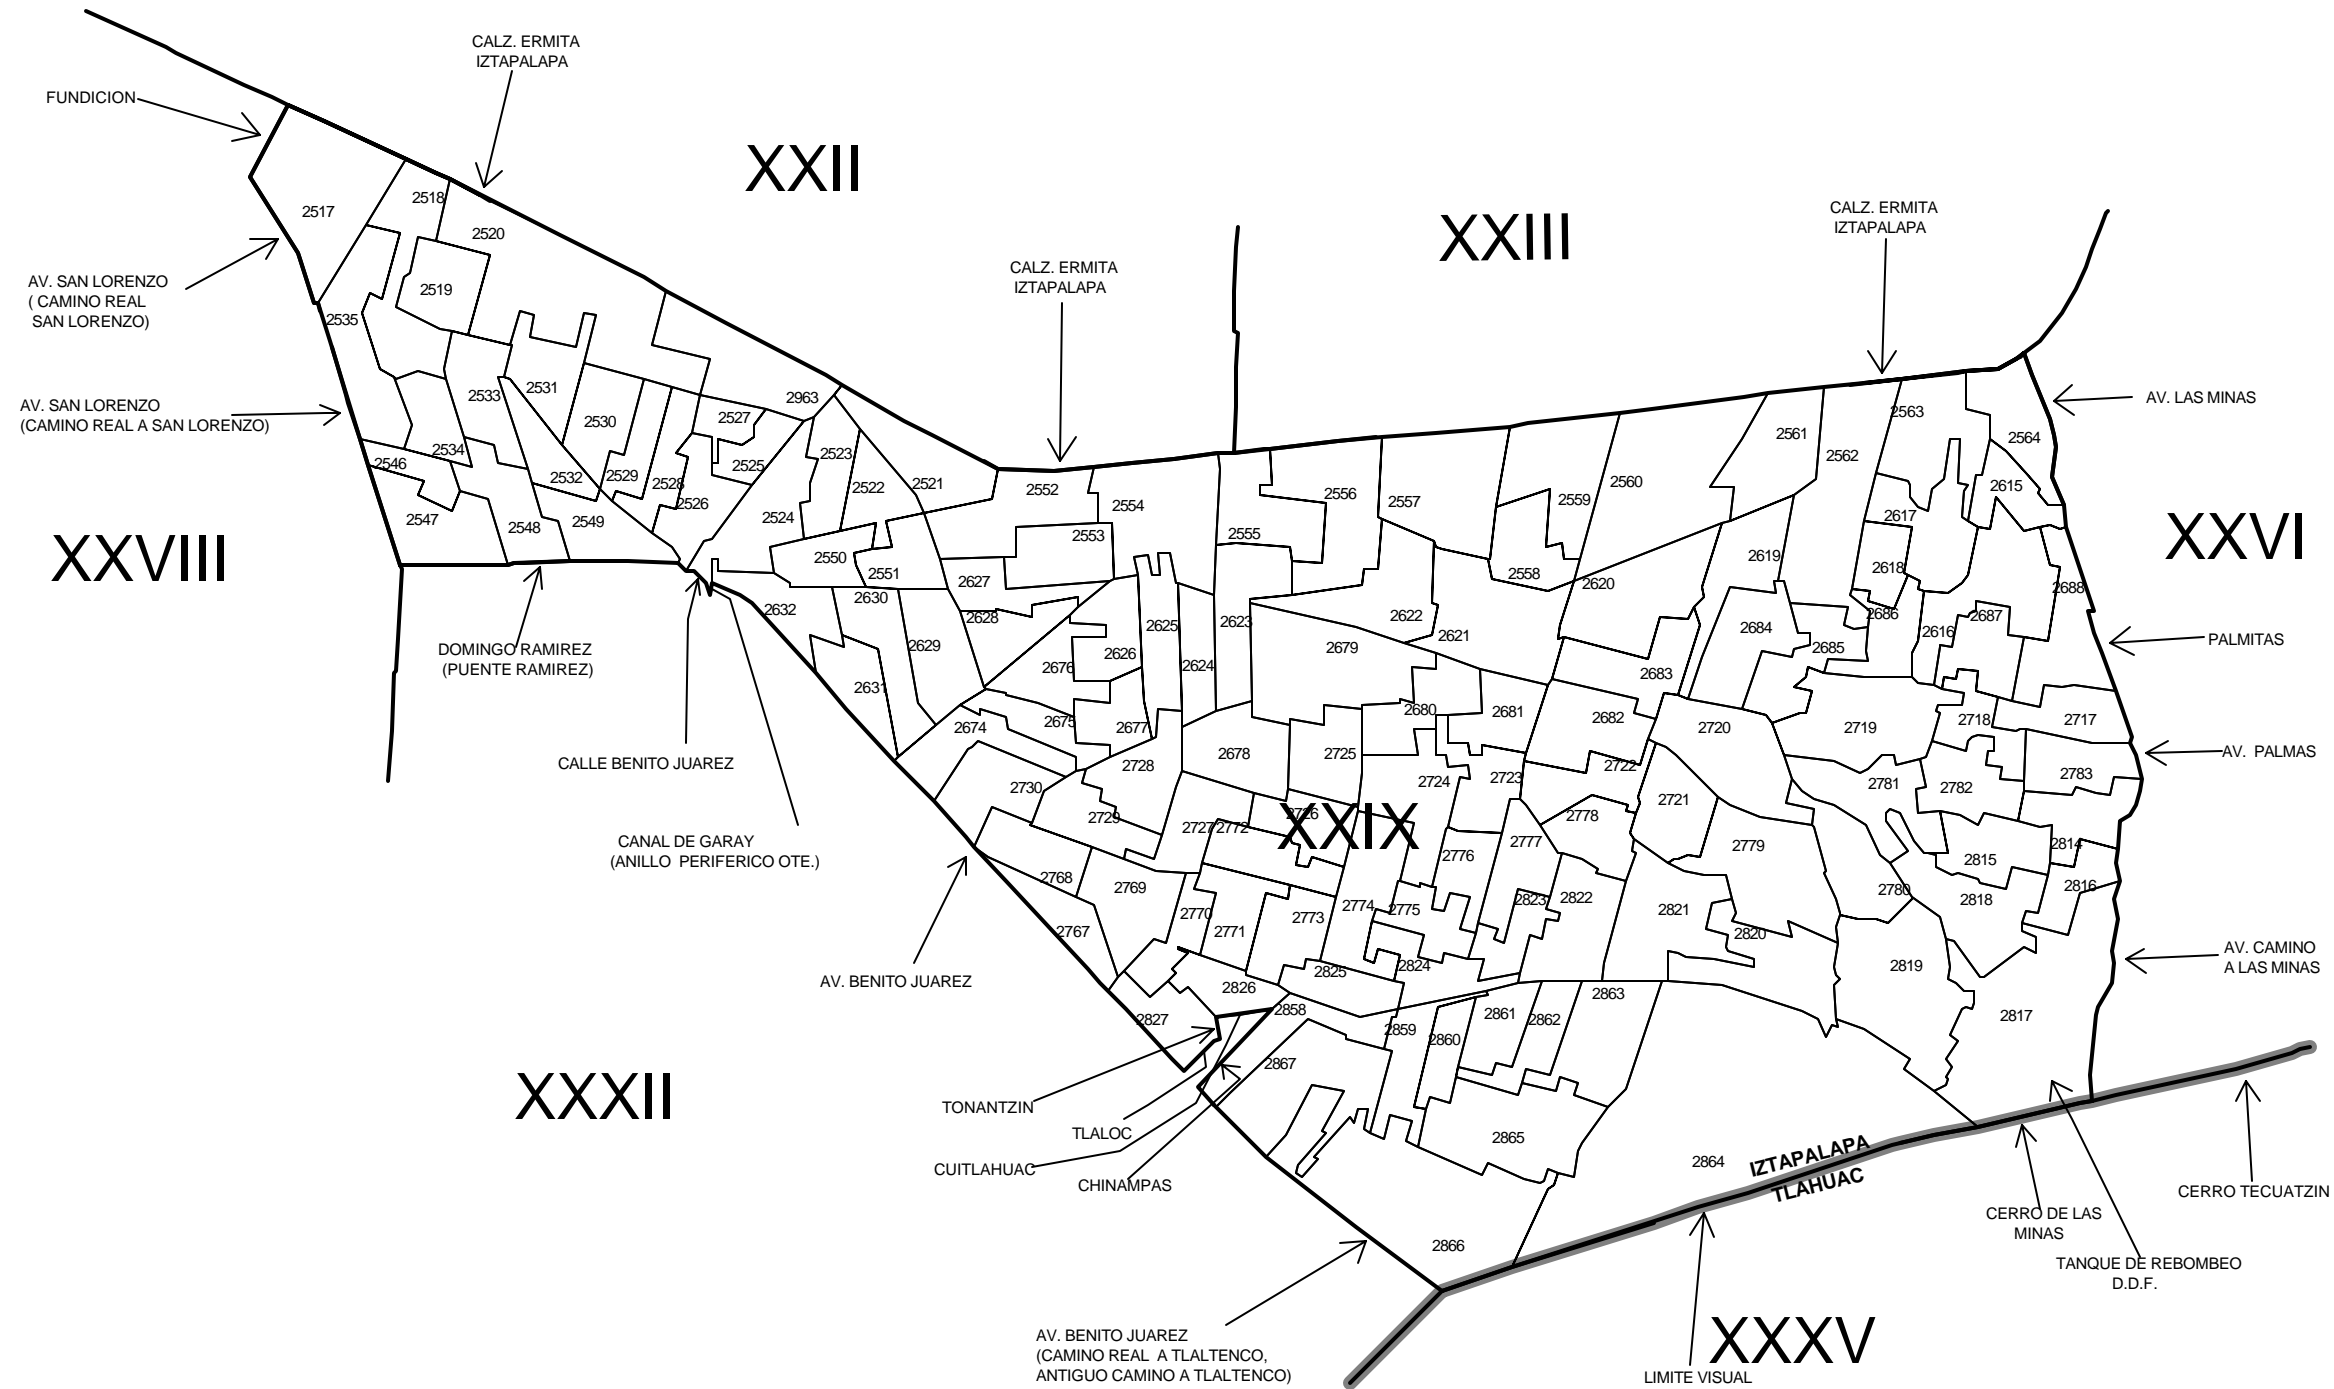 CALZ. ERMITA
IZTAPALAPA
FUNDICION
XXII
CALZ. ERMITA
IZTAPALAPA
XXIII
CALZ. ERMITA
IZTAPALAPA
AV. SAN LORENZO
( CAMINO REAL
SAN LORENZO)
AV. SAN LORENZO
(CAMINO REAL A SAN LORENZO)
AV. LAS MINAS
XXVIII
XXVI
DOMINGO RAMIREZ
(PUENTE RAMIREZ)
PALMITAS
CALLE BENITO JUAREZ
AV. PALMAS
CANAL DE GARAY
(ANILLO PERIFERICO OTE.)
XXIX
AV. BENITO JUAREZ
AV. CAMINO
A LAS MINAS
XXXII
TONANTZIN
TLALOC
CUITLAHUAC
CHINAMPAS
IZTAPALAPA
TLAHUAC
CERRO TECUATZIN
CERRO DE LAS
MINAS
TANQUE DE REBOMBEO
D.D.F.
AV. BENITO JUAREZ
(CAMINO REAL A TLALTENCO,
ANTIGUO CAMINO A TLALTENCO)
XXXV
LIMITE VISUAL
2517
2518
2520
2519
2535
2533
2531
2530
2527
2963
2534
2546
2532
2529
2528
2525
2526
2547
2548
2549
2524
2523
2522
2521
2550
2551
2552
2553
2554
2555
2556
2557
2558
2559
2560
2561
2562
2563
2564
2615
2617
2618
2619
2620
2621
2622
2623
2624
2625
2626
2627
2628
2629
2630
2631
2632
2616
2674
2675
2676
2677
2678
2679
2680
2681
2682
2683
2684
2685
2686
2687
2688
2717
2718
2719
2720
2721
2722
2723
2724
2725
2726
2727
2728
2729
2730
2767
2768
2769
2770
2771
2772
2773
2774
2775
2776
2777
2778
2779
2780
2781
2782
2783
2814
2815
2816
2817
2818
2819
2820
2821
2822
2823
2824
2825
2826
2827
2858
2859
2860
2861
2862
2863
2864
2865
2866
2867